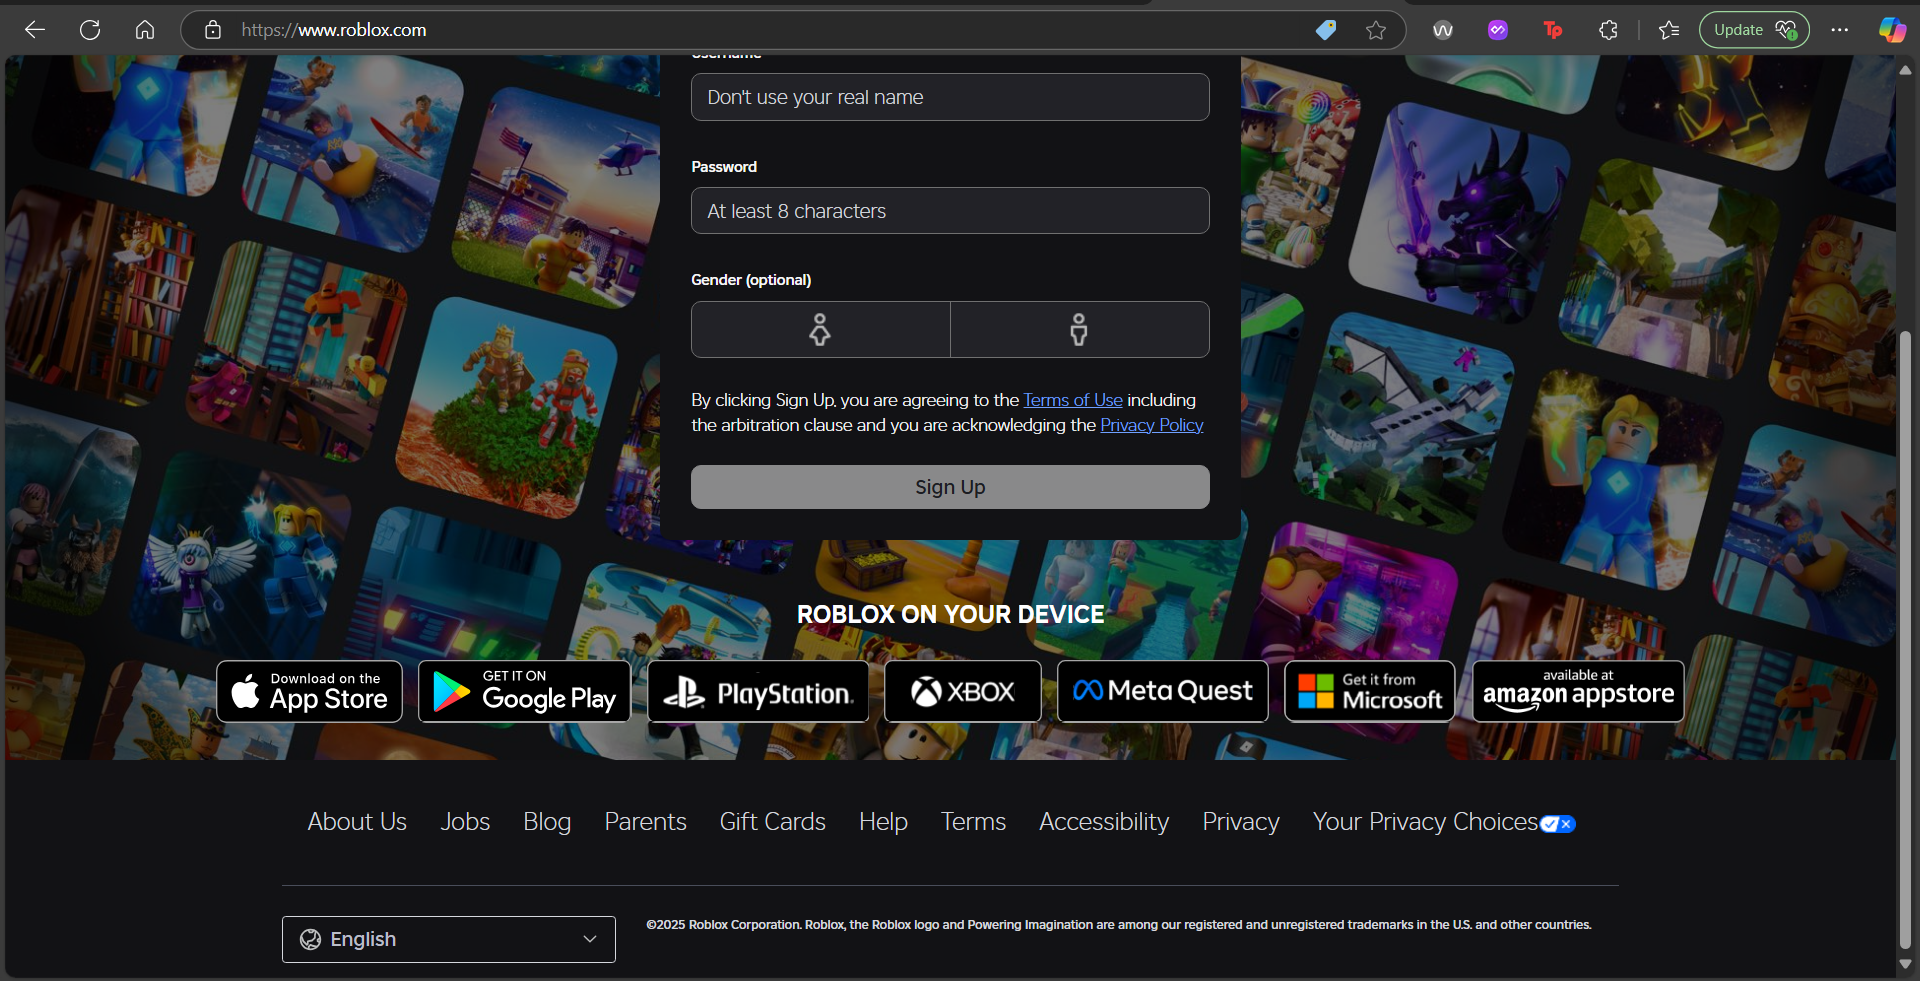 https://www.roblox.com
Update
Username
Don't use your real name
Password
At least 8 characters
Gender (optional)
By clicking Sign Up, you are agreeing to the Terms of Use including
the arbitration clause and you are acknowledging the Privacy Policy
Sign Up
ROBLOX ON YOUR DEVICE
Download on the
App Store
GET IT ON
Google Play
PlayStation.
XBOX
Meta Quest
Get it from
Microsoft
available at
amazon appstore
About Us Jobs Blog Parents Gift Cards Help Terms Accessibility Privacy Your Privacy Choices
English
©2025 Roblox Corporation. Roblox, the Roblox logo and Powering Imagination are among our registered and unregistered trademarks in the U.S. and other countries.